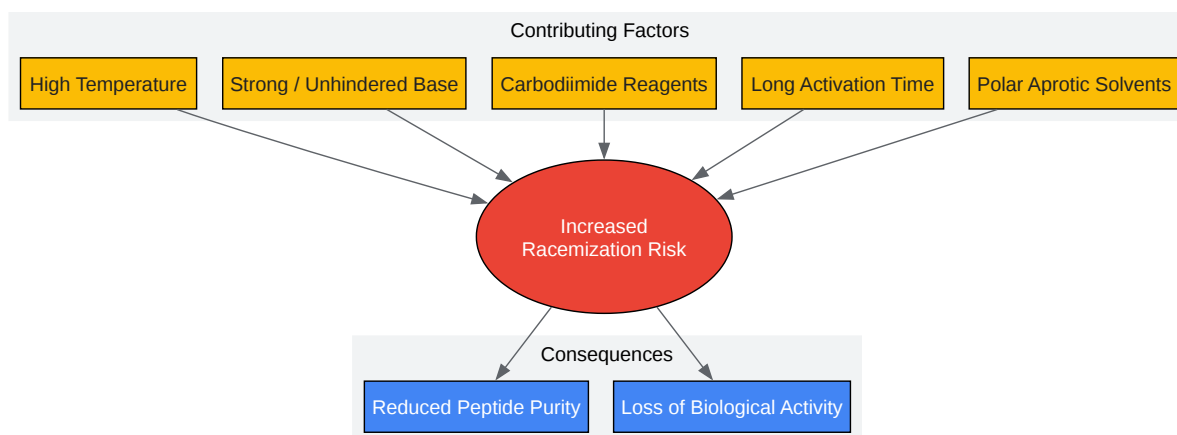 Contributing Factors
High Temperature
Strong / Unhindered Base
Carbodiimide Reagents
Long Activation Time
Polar Aprotic Solvents
Increased
Racemization Risk
Consequences
Reduced Peptide Purity
Loss of Biological Activity